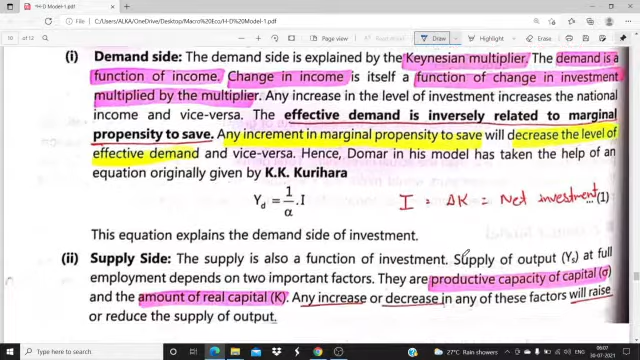 H-D Model-1.pdf
File | C:/Users/ALKA/OneDrive/Desktop/Macro%20Eco/H-D%20Model-1.pdf
10 of 12
Draw
Highlight
Erase
(i) Demand side: The demand side is explained by the Keynesian multiplier. The demand is a
function of income. Change in income is itself a function of change in investment
multiplied by the multiplier. Any increase in the level of investment increases the national
income and vice-versa. The effective demand is inversely related to marginal
propensity to save. Any increment in marginal propensity to save will decrease the level of
effective demand and vice-versa. Hence, Domar in his model has taken the help of an
equation originally given by K.K. Kurihara
Yd = 1/α . I I = ΔK = Net investment ...(1)
This equation explains the demand side of investment.
(ii) Supply Side: The supply is also a function of investment. Supply of output (Ys) at full
employment depends on two important factors. They are productive capacity of capital (σ)
and the amount of real capital (K). Any increase or decrease in any of these factors will raise
or reduce the supply of output.
27°C Rain showers
ENG
06:07
30-07-2021